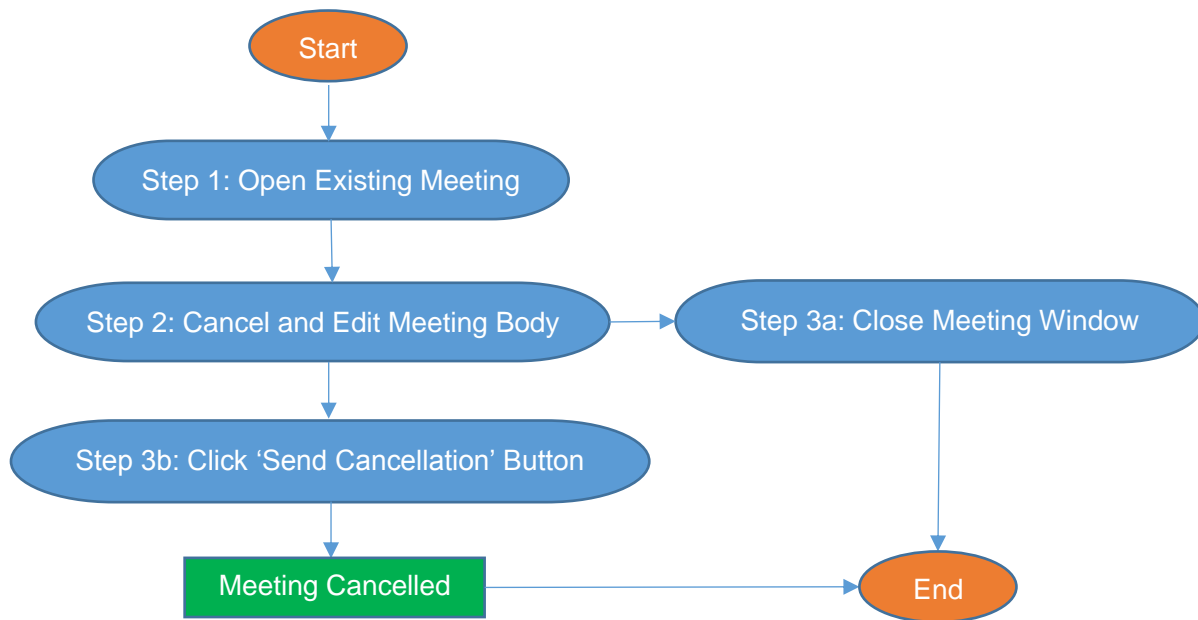 Start
Step 1: Open Existing Meeting
Step 2: Cancel and Edit Meeting Body
Step 3a: Close Meeting Window
Step 3b: Click ‘Send Cancellation’ Button
Meeting Cancelled
End